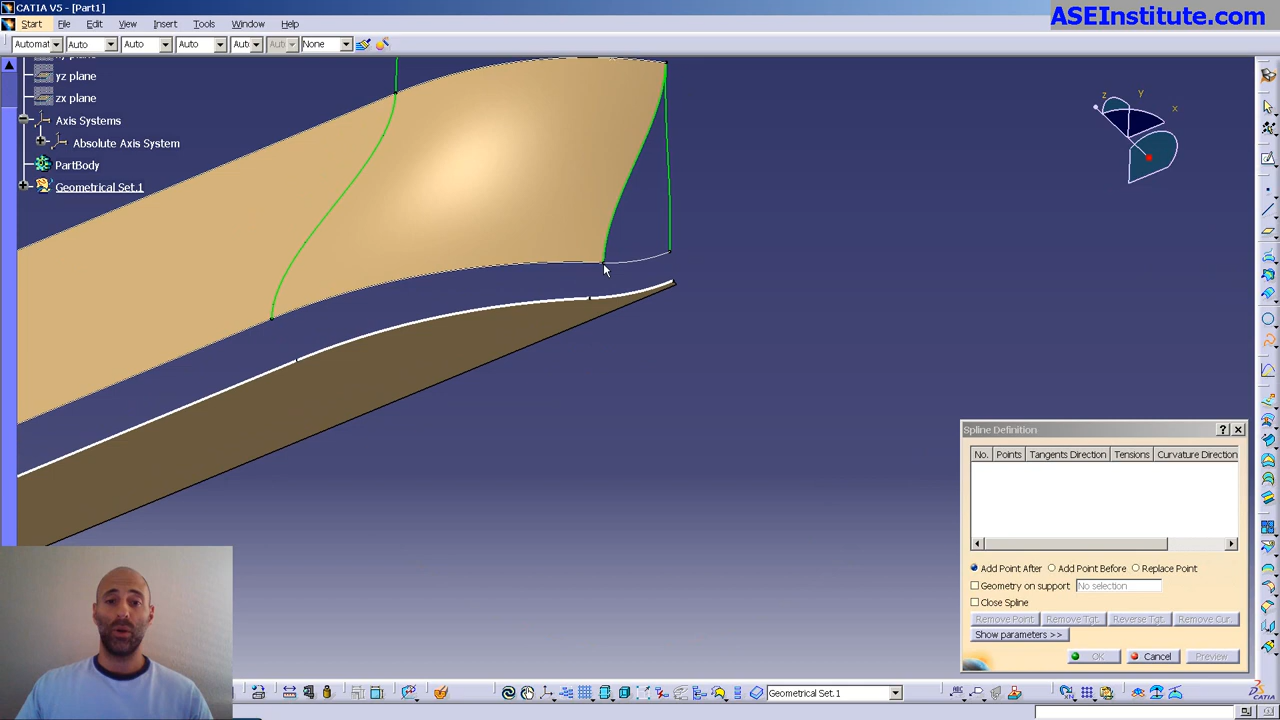 CATIA V5 - [Part1]
ASEInstitute.com
Start File Edit View Insert Tools Window Help
Automat Auto Auto Auto Aut Aut None
yz plane
zx plane
Axis Systems
Absolute Axis System
PartBody
Geometrical Set.1
z y x
Spline Definition
No. Points Tangents Direction Tensions Curvature Direction
Add Point After Add Point Before Replace Point
Geometry on support No selection
Close Spline
Remove Point Remove Tgt. Reverse Tgt. Remove Cur.
Show parameters >>
OK Cancel Preview
Geometrical Set.1
CATIA